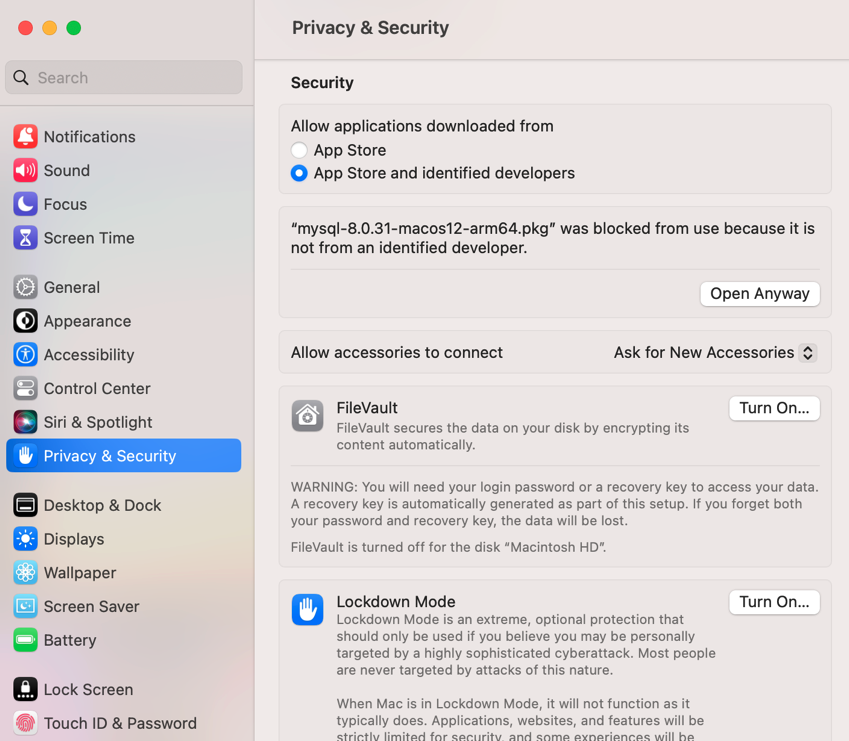 Privacy & Security
Search
Notifications
Sound
Focus
Screen Time
General
Appearance
Accessibility
Control Center
Siri & Spotlight
Privacy & Security
Desktop & Dock
Displays
Wallpaper
Screen Saver
Battery
Lock Screen
Touch ID & Password
Security
Allow applications downloaded from
App Store
App Store and identified developers
“mysql-8.0.31-macos12-arm64.pkg” was blocked from use because it is
not from an identified developer.
Open Anyway
Allow accessories to connect
Ask for New Accessories
FileVault
Turn On...
FileVault secures the data on your disk by encrypting its
content automatically.
WARNING: You will need your login password or a recovery key to access your data.
A recovery key is automatically generated as part of this setup. If you forget both
your password and recovery key, the data will be lost.
FileVault is turned off for the disk “Macintosh HD”.
Lockdown Mode
Turn On...
Lockdown Mode is an extreme, optional protection that
should only be used if you believe you may be personally
targeted by a highly sophisticated cyberattack. Most people
are never targeted by attacks of this nature.
When Mac is in Lockdown Mode, it will not function as it
typically does. Applications, websites, and features will be
strictly limited for security, and some experiences will be